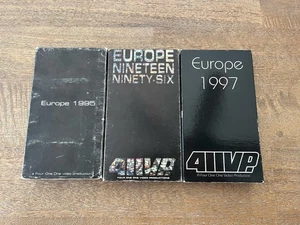 Europe 1995
a Four One One video production
EUROPE
NINETEEN
NINETY-SIX
411VP.
FOUR ONE ONE VIDEO PRODUCTIONS
Europe
1997
411VP.
A Four One One Video Production